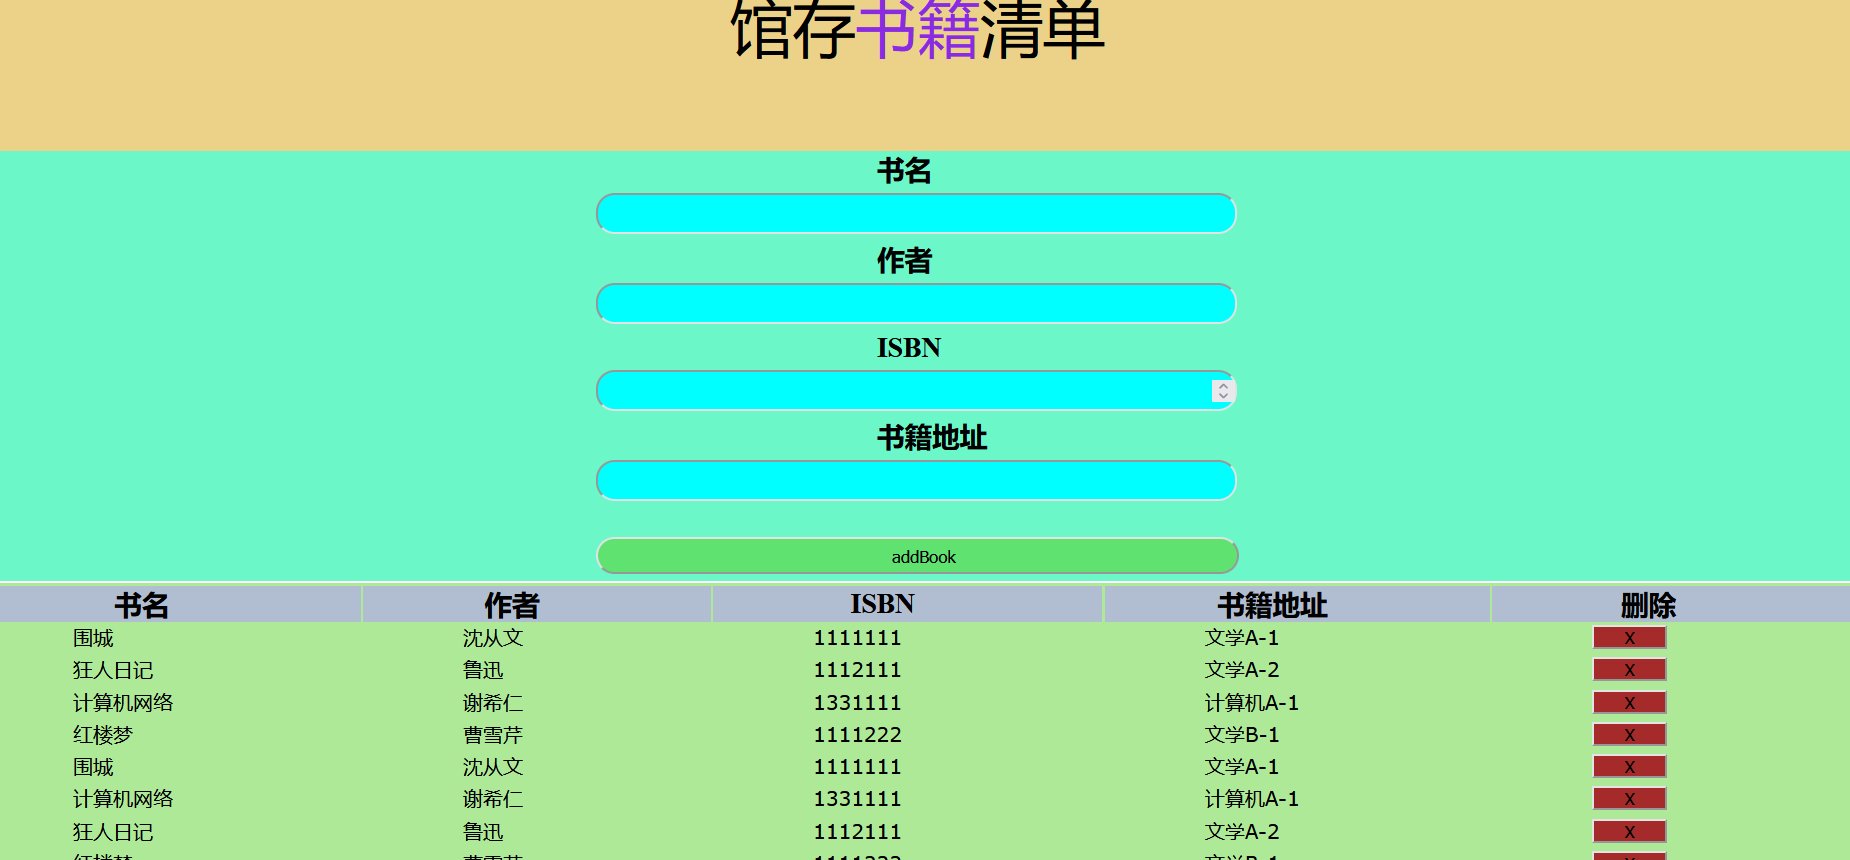 馆存书籍清单
书名
作者
ISBN
书籍地址
addBook
书名 作者 ISBN 书籍地址 删除
围城 沈从文 1111111 文学A-1 X
狂人日记 鲁迅 1112111 文学A-2 X
计算机网络 谢希仁 1331111 计算机A-1 X
红楼梦 曹雪芹 1111222 文学B-1 X
围城 沈从文 1111111 文学A-1 X
计算机网络 谢希仁 1331111 计算机A-1 X
狂人日记 鲁迅 1112111 文学A-2 X